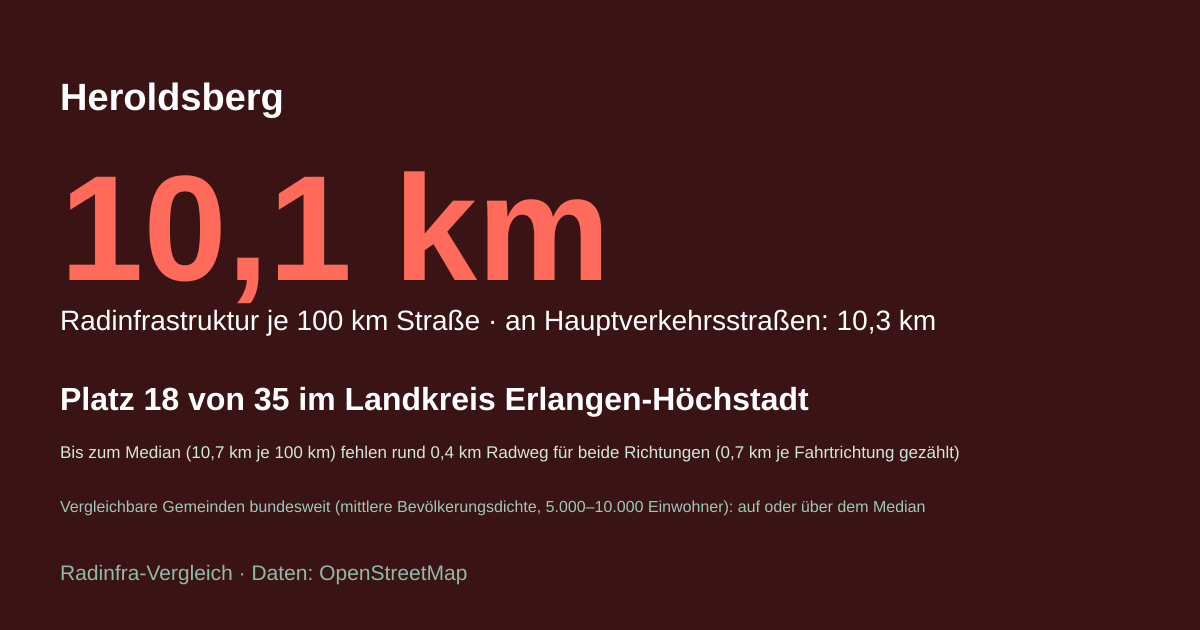 Heroldsberg
10,1 km
Radinfrastruktur je 100 km Straße · an Hauptverkehrsstraßen: 10,3 km
Platz 18 von 35 im Landkreis Erlangen-Höchstadt
Bis zum Median (10,7 km je 100 km) fehlen rund 0,4 km Radweg für beide Richtungen (0,7 km je Fahrtrichtung gezählt)
Vergleichbare Gemeinden bundesweit (mittlere Bevölkerungsdichte, 5.000–10.000 Einwohner): auf oder über dem Median
Radinfra-Vergleich · Daten: OpenStreetMap